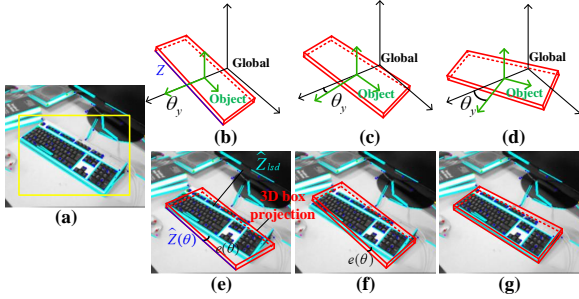 Z
θy
Global
Object
(b)
θy
Global
Object
(c)
θy
Global
Object
(d)
(a)
Ẑlsd
3D box
projection
Ẑ(θ)
e(θ)
(e)
e(θ)
(f)
(g)